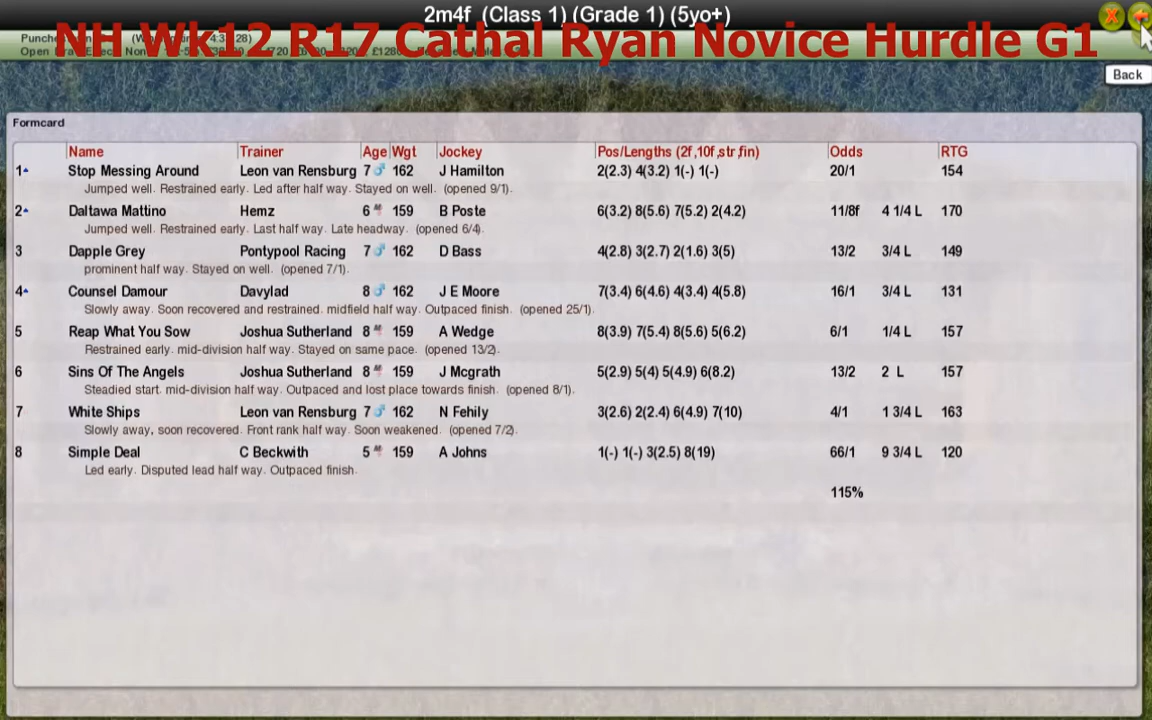 2m4f (Class 1) (Grade 1) (5yo+)
NH Wk12 R17 Cathal Ryan Novice Hurdle G1
Open
Back
Formcard
Name Trainer Age Wgt Jockey Pos/Lengths (2f,10f,str,fin) Odds RTG
1 Stop Messing Around Leon van Rensburg 7 162 J Hamilton 2(2.3) 4(3.2) 1(-) 1(-) 20/1 154
Jumped well. Restrained early. Led after half way. Stayed on well. (opened 9/1).
2 Daltawa Mattino Hemz 6 159 B Poste 6(3.2) 8(5.6) 7(5.2) 2(4.2) 11/8f 4 1/4 L 170
Jumped well. Restrained early. Last half way. Late headway. (opened 6/4).
3 Dapple Grey Pontypool Racing 7 162 D Bass 4(2.8) 3(2.7) 2(1.6) 3(5) 13/2 3/4 L 149
prominent half way. Stayed on well. (opened 7/1).
4 Counsel Damour Davylad 8 162 J E Moore 7(3.4) 6(4.6) 4(3.4) 4(5.8) 16/1 3/4 L 131
Slowly away. Soon recovered and restrained. midfield half way. Outpaced finish. (opened 25/1).
5 Reap What You Sow Joshua Sutherland 8 159 A Wedge 8(3.9) 7(5.4) 8(5.6) 5(6.2) 6/1 1/4 L 157
Restrained early. mid-division half way. Stayed on same pace. (opened 13/2).
6 Sins Of The Angels Joshua Sutherland 8 159 J Mcgrath 5(2.9) 5(4) 5(4.9) 6(8.2) 13/2 2 L 157
Steadied start. mid-division half way. Outpaced and lost place towards finish. (opened 8/1).
7 White Ships Leon van Rensburg 7 162 N Fehily 3(2.6) 2(2.4) 6(4.9) 7(10) 4/1 1 3/4 L 163
Slowly away, soon recovered. Front rank half way. Soon weakened. (opened 7/2).
8 Simple Deal C Beckwith 5 159 A Johns 1(-) 1(-) 3(2.5) 8(19) 66/1 9 3/4 L 120
Led early. Disputed lead half way. Outpaced finish.
115%